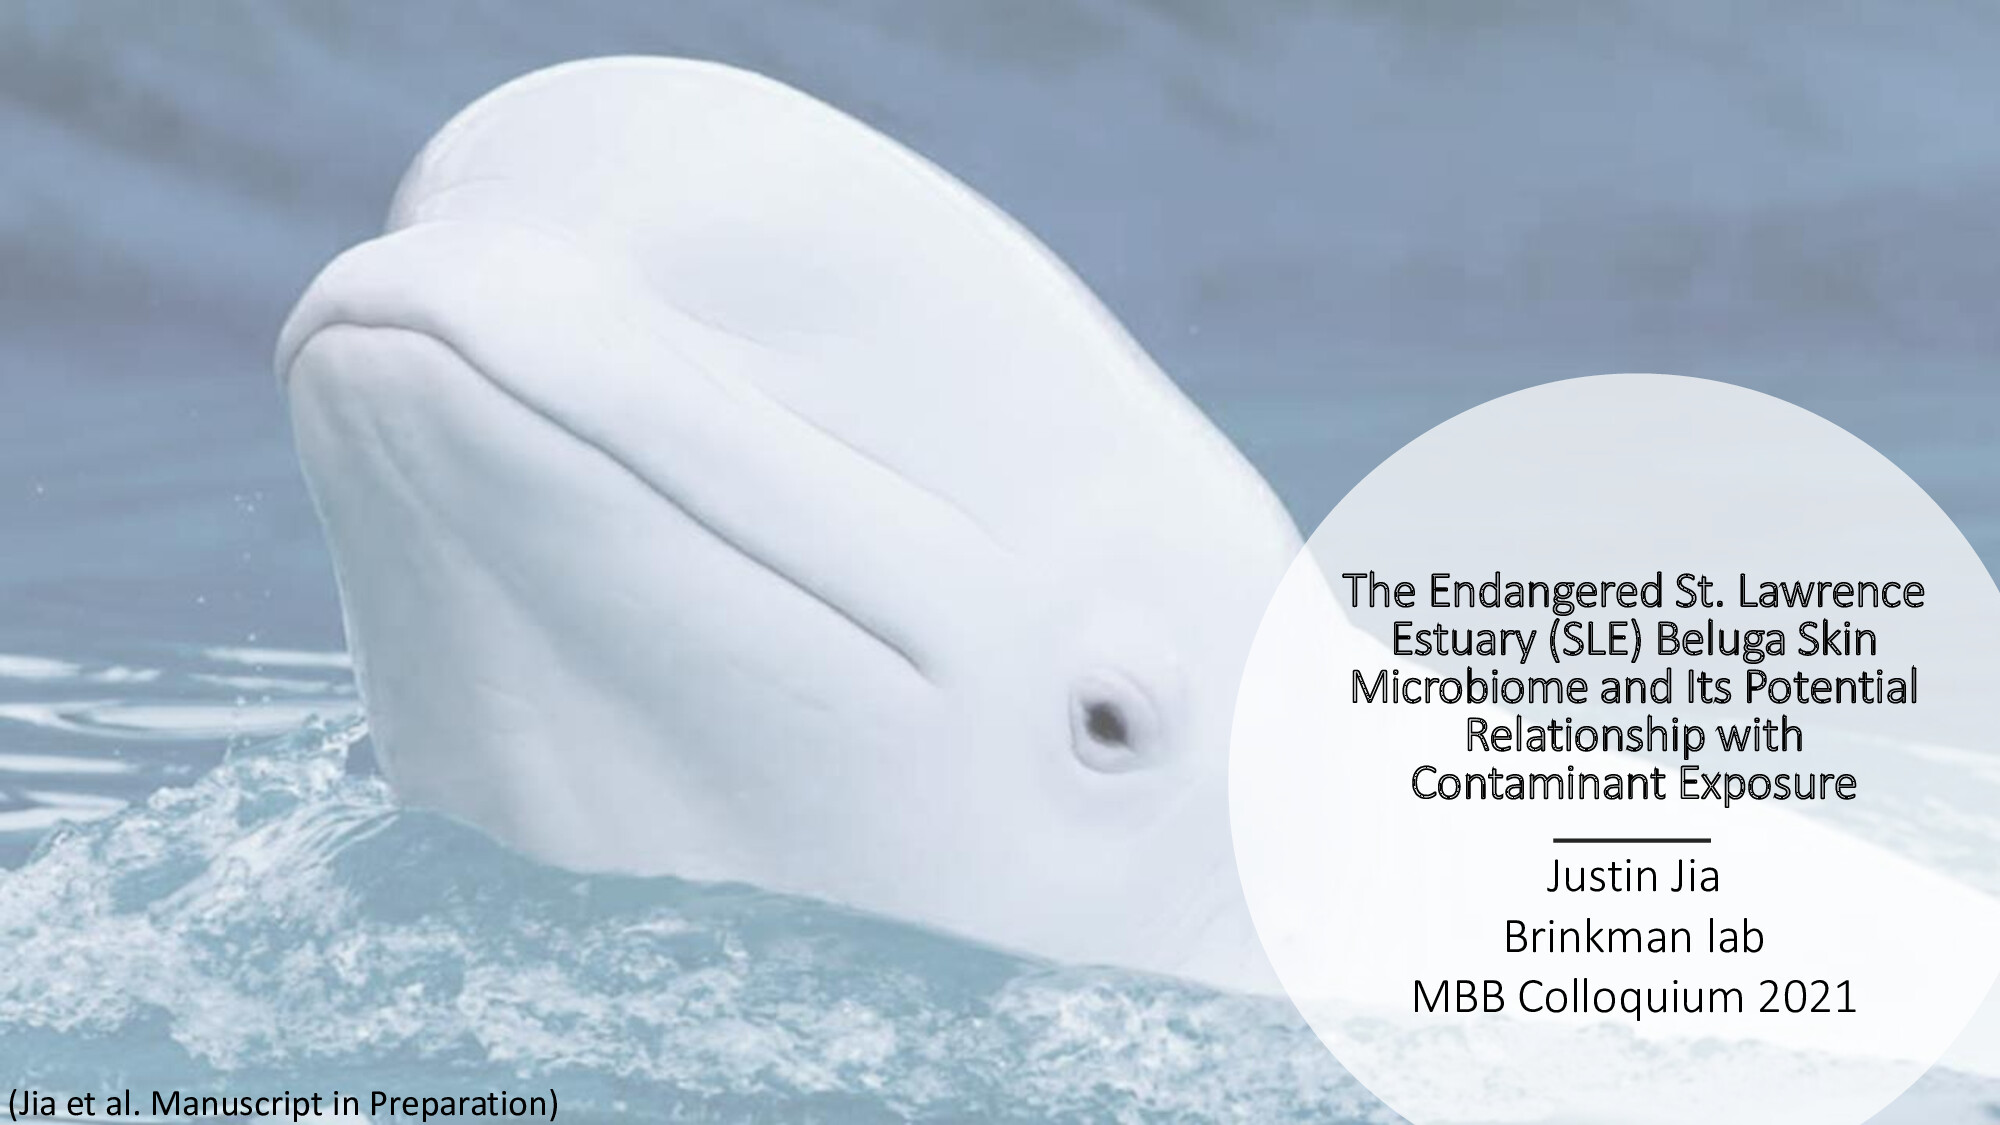 The Endangered St. Lawrence
Estuary (SLE) Beluga Skin
Microbiome and Its Potential
Relationship with
Contaminant Exposure
Justin Jia
Brinkman lab
MBB Colloquium 2021
(Jia et al. Manuscript in Preparation)